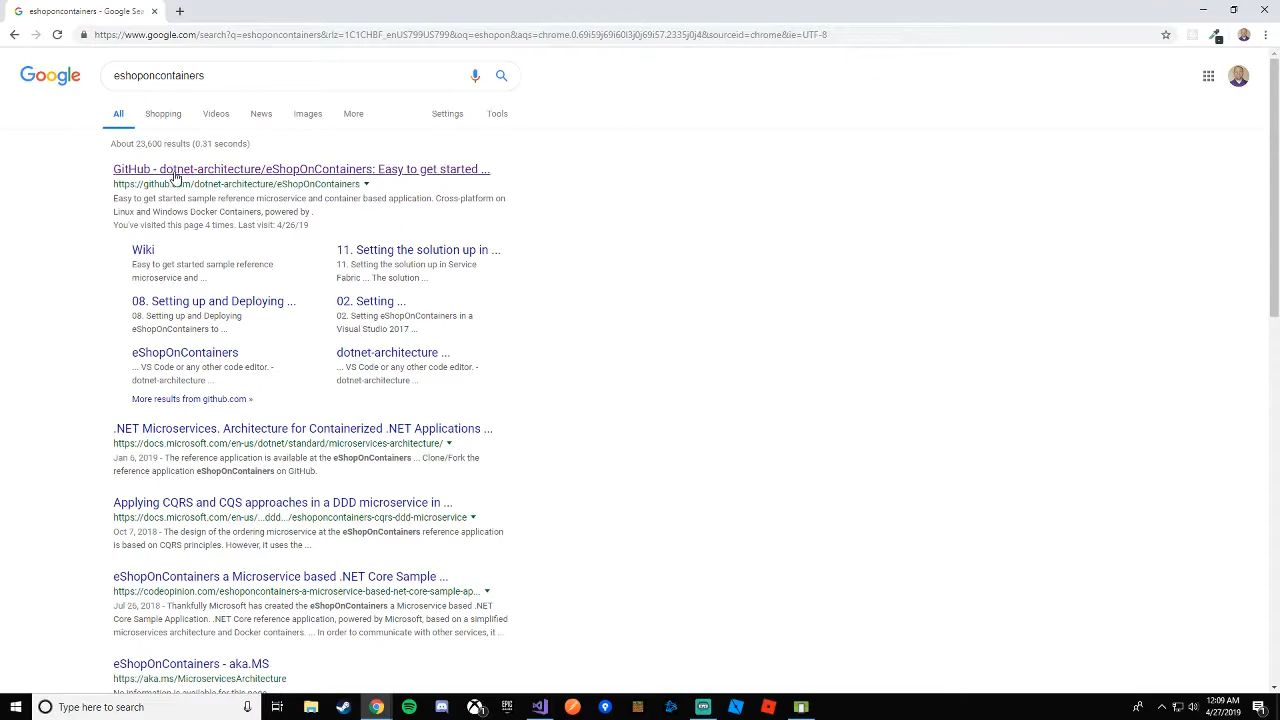 eshoponcontainers - Google Sea
https://www.google.com/search?q=eshoponcontainers&rlz=1C1CHBF_enUS799US799&oq=eshopon&aqs=chrome.0.69i59j69i60l3j0j69i57.2335j0j4&sourceid=chrome&ie=UTF-8
Google
eshoponcontainers
All Shopping Videos News Images More Settings Tools
About 23,600 results (0.31 seconds)
GitHub - dotnet-architecture/eShopOnContainers: Easy to get started ...
https://github.com/dotnet-architecture/eShopOnContainers
Easy to get started sample reference microservice and container based application. Cross-platform on
Linux and Windows Docker Containers, powered by .
You've visited this page 4 times. Last visit: 4/26/19
Wiki
Easy to get started sample reference
microservice and ...
11. Setting the solution up in ...
11. Setting the solution up in Service
Fabric ... The solution ...
08. Setting up and Deploying ...
08. Setting up and Deploying
eShopOnContainers to ...
02. Setting ...
02. Setting eShopOnContainers in a
Visual Studio 2017 ...
eShopOnContainers
... VS Code or any other code editor. -
dotnet-architecture ...
dotnet-architecture ...
... VS Code or any other code editor. -
dotnet-architecture ...
More results from github.com »
.NET Microservices. Architecture for Containerized .NET Applications ...
https://docs.microsoft.com/en-us/dotnet/standard/microservices-architecture/
Jan 6, 2019 - The reference application is available at the eShopOnContainers ... Clone/Fork the
reference application eShopOnContainers on GitHub.
Applying CQRS and CQS approaches in a DDD microservice in ...
https://docs.microsoft.com/en-us/...ddd.../eshoponcontainers-cqrs-ddd-microservice
Oct 7, 2018 - The design of the ordering microservice at the eShopOnContainers reference application
is based on CQRS principles. However, it uses the ...
eShopOnContainers a Microservice based .NET Core Sample ...
https://codeopinion.com/eshoponcontainers-a-microservice-based-net-core-sample-ap...
Jul 26, 2018 - Thankfully Microsoft has created the eShopOnContainers a Microservice based .NET
Core Sample Application. .NET Core reference application, powered by Microsoft, based on a simplified
microservices architecture and Docker containers. ... In order to communicate with other services, it ...
eShopOnContainers - aka.MS
https://aka.ms/MicroservicesArchitecture
No information is available for this page.
Type here to search
EPIC
12:09 AM
4/27/2019